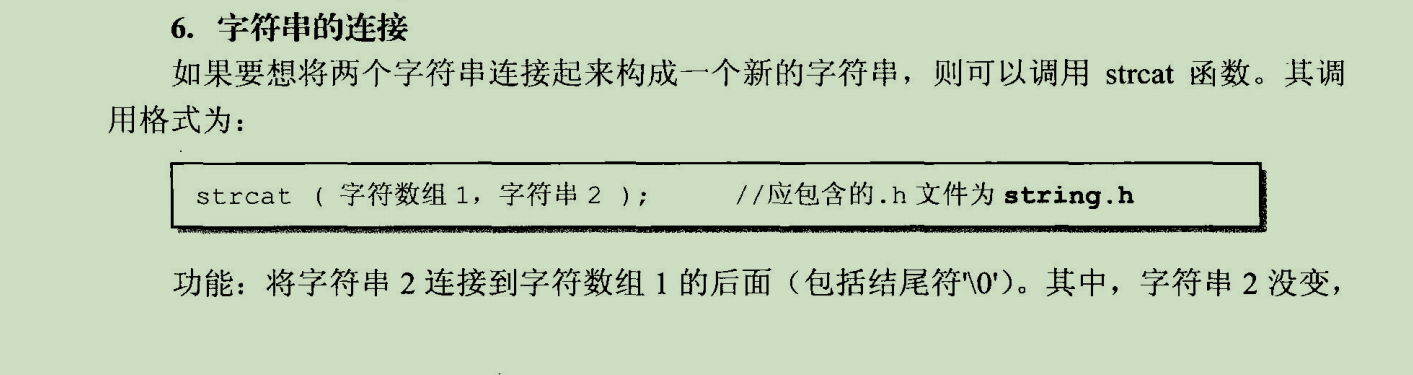 6. 字符串的连接
如果要想将两个字符串连接起来构成一个新的字符串，则可以调用 strcat 函数。其调
用格式为：
strcat ( 字符数组 1，字符串 2 ); //应包含的.h 文件为 string.h
功能：将字符串 2 连接到字符数组 1 的后面（包括结尾符'\0'）。其中，字符串 2 没变，